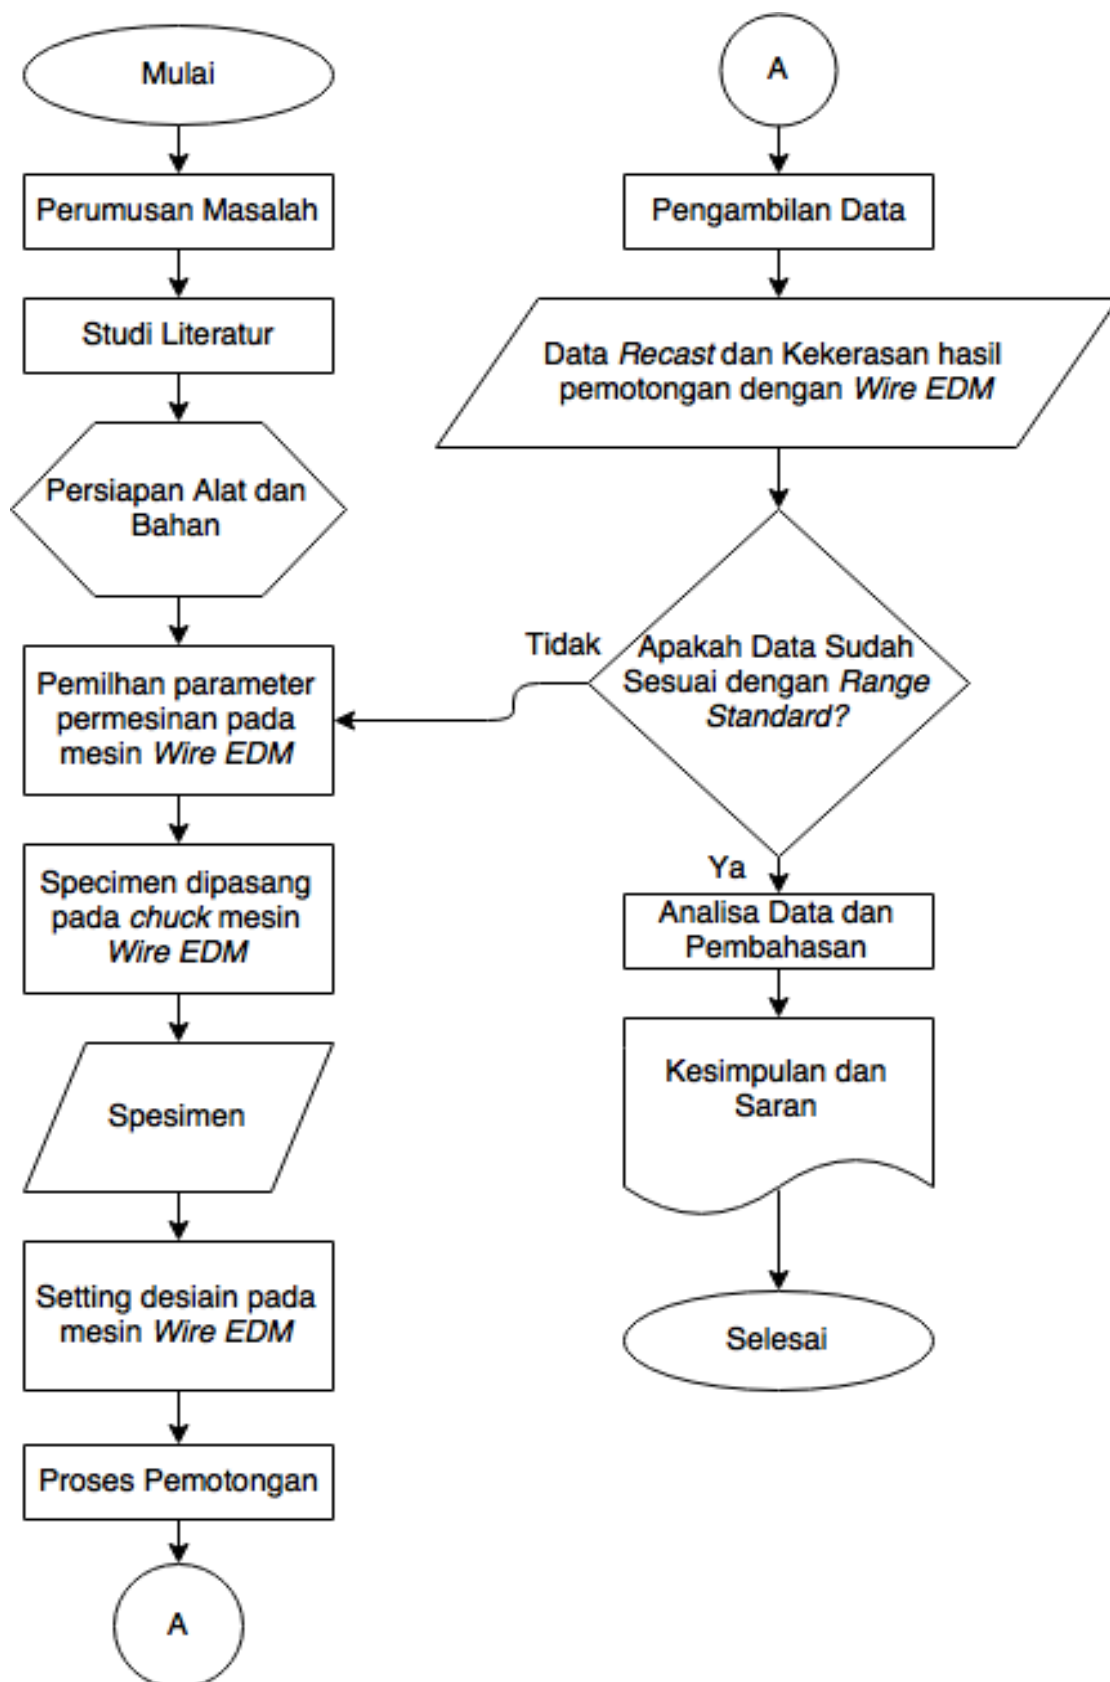 Mulai
Perumusan Masalah
Studi Literatur
Persiapan Alat dan
Bahan
Pemilhan parameter
permesinan pada
mesin Wire EDM
Specimen dipasang
pada chuck mesin
Wire EDM
Spesimen
Setting desiain pada
mesin Wire EDM
Proses Pemotongan
A
A
Pengambilan Data
Data Recast dan Kekerasan hasil
pemotongan dengan Wire EDM
Apakah Data Sudah
Sesuai dengan Range
Standard?
Tidak
Ya
Analisa Data dan
Pembahasan
Kesimpulan dan
Saran
Selesai